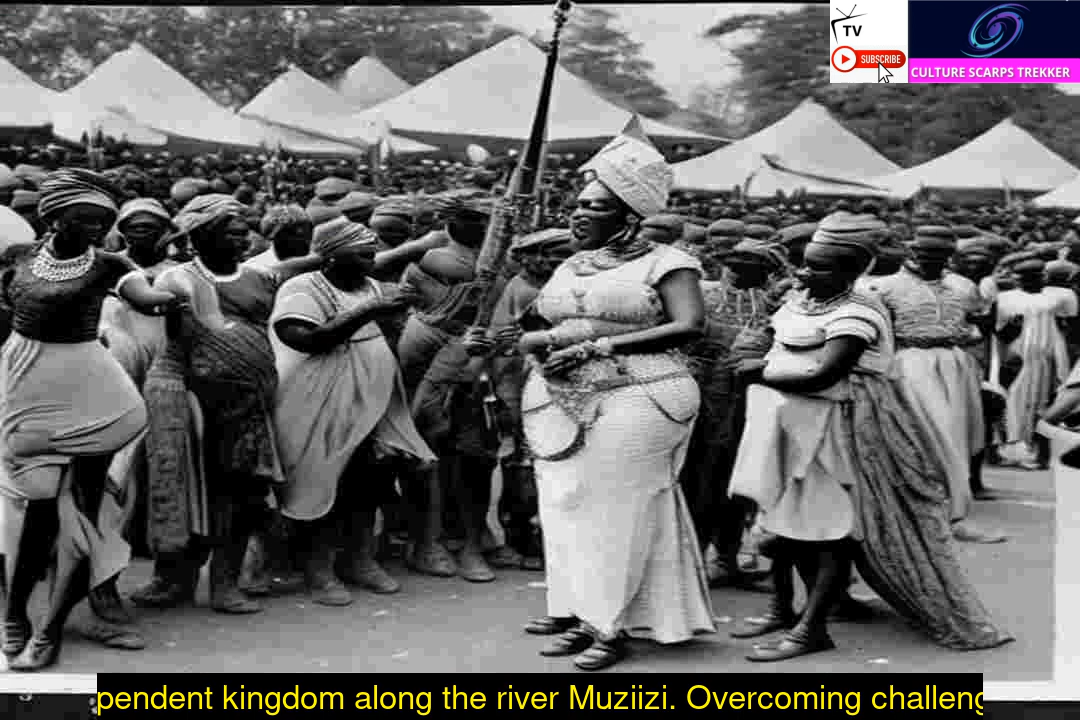 TV
SUBSCRIBE
CULTURE SCARPS TREKKER
pendent kingdom along the river Muziizi. Overcoming challeng